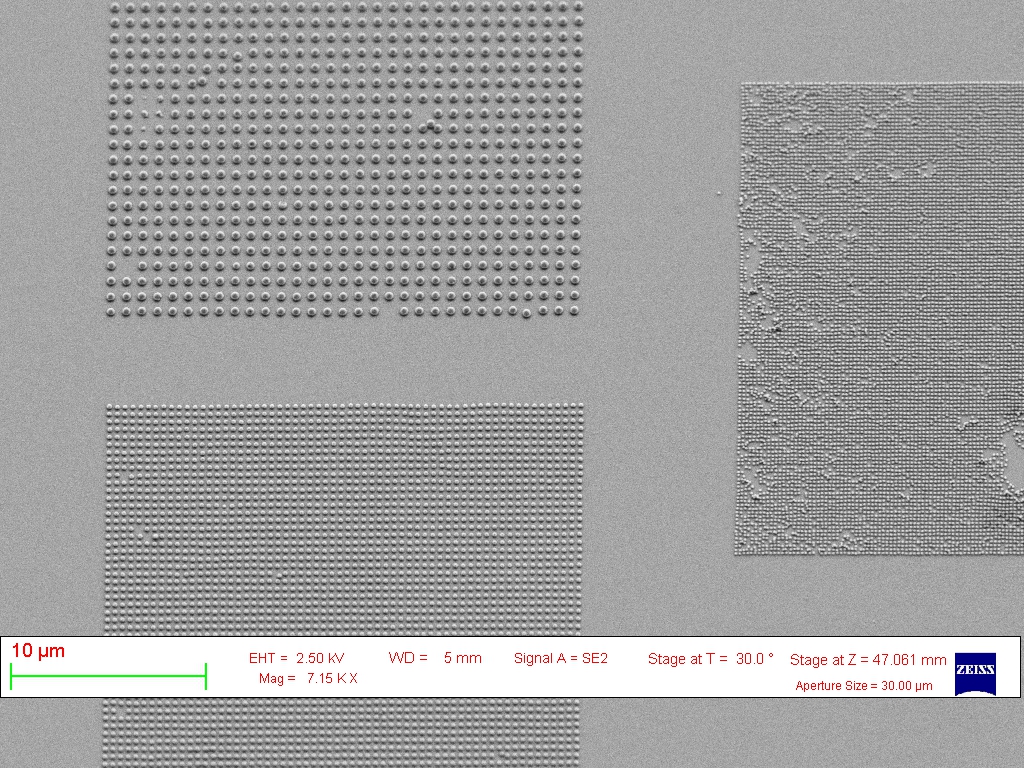 10 µm
EHT = 2.50 kV WD = 5 mm Signal A = SE2 Stage at T = 30.0 ° Stage at Z = 47.061 mm
Mag = 7.15 K X Aperture Size = 30.00 µm
ZEISS